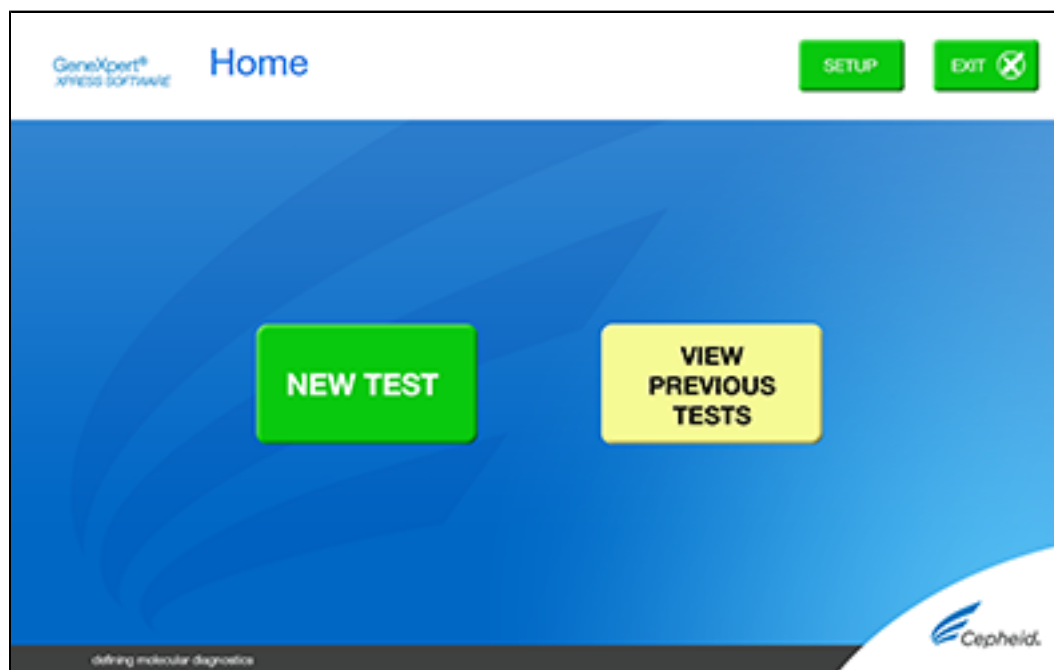 GeneXpert®
XPRESS SOFTWARE
Home
SETUP
EXIT
NEW TEST
VIEW
PREVIOUS
TESTS
Cepheid.
defining molecular diagnostics